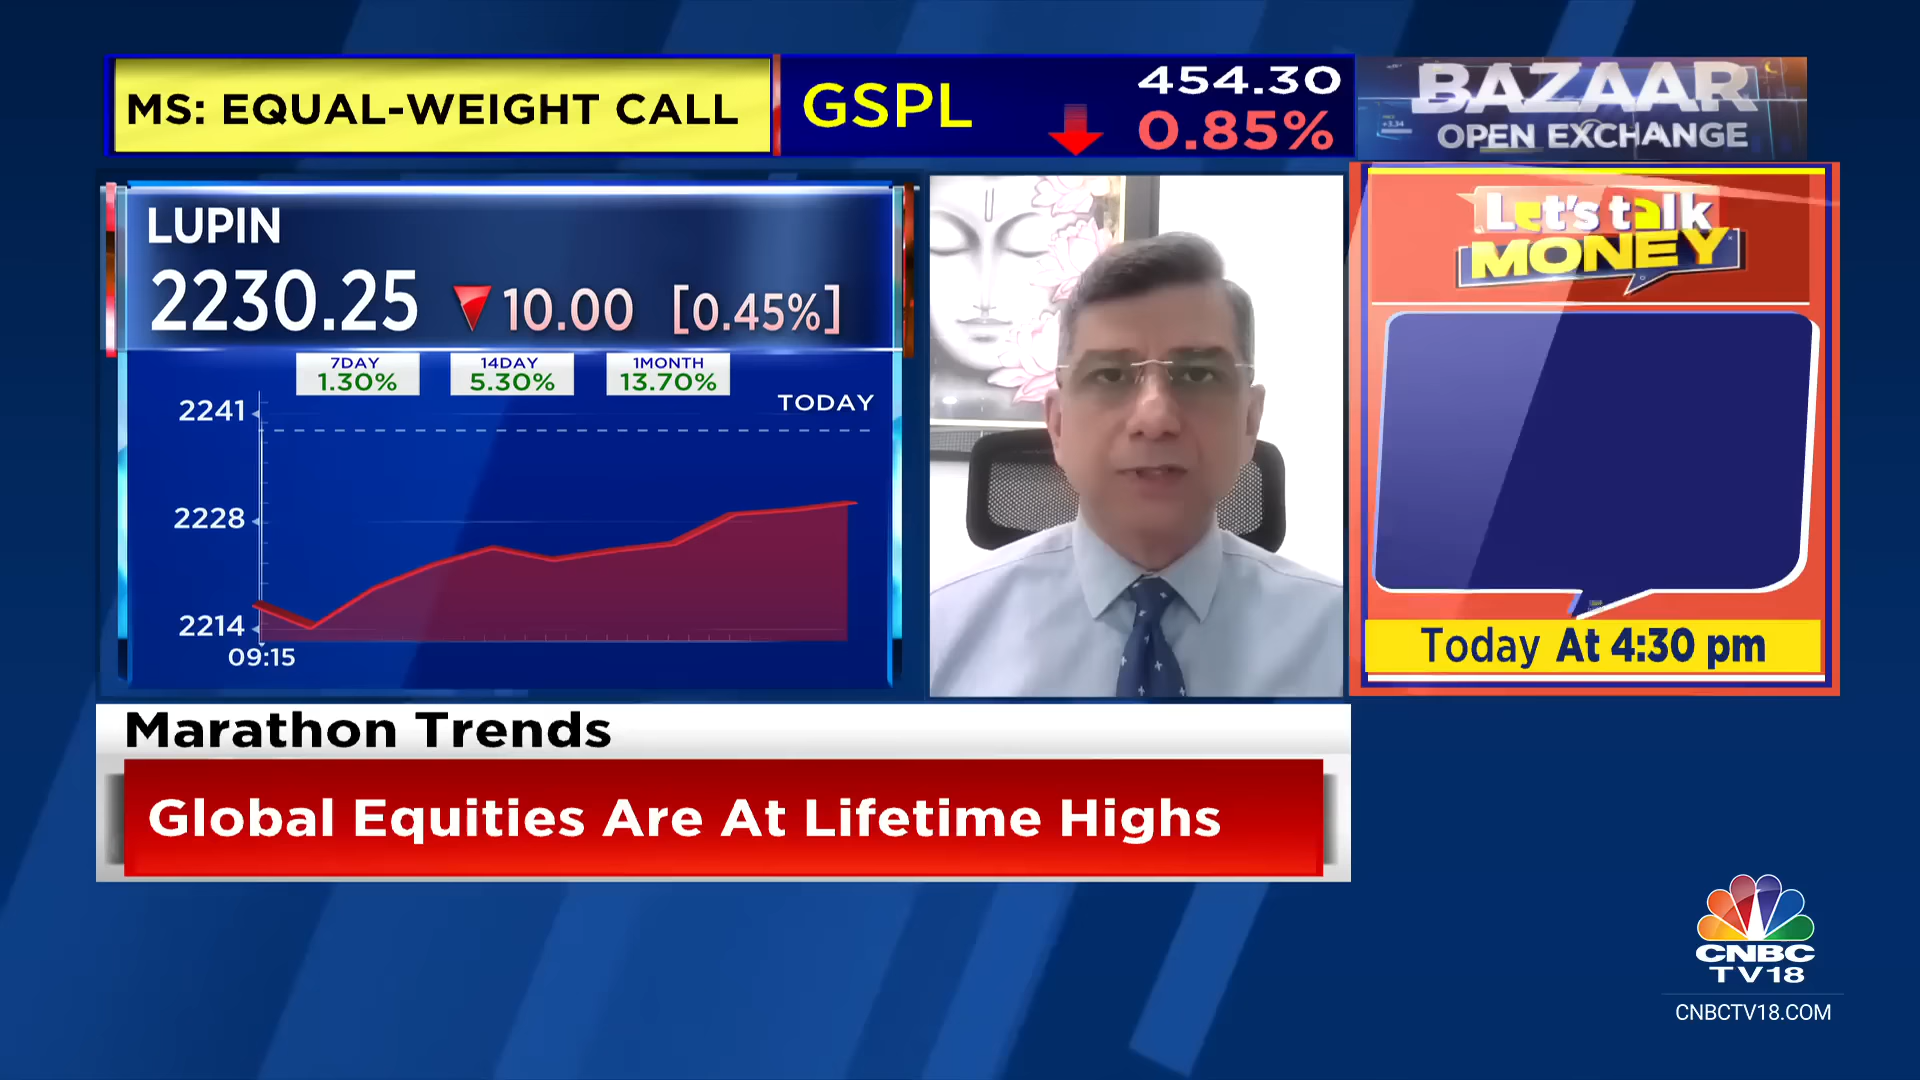 MS: EQUAL-WEIGHT CALL
GSPL
454.30
0.85%
BAZAAR
OPEN EXCHANGE
LUPIN
2230.25 10.00 [0.45%]
7DAY
1.30%
14DAY
5.30%
1MONTH
13.70%
TODAY
2241
2228
2214
09:15
Let's talk
MONEY
Today At 4:30 pm
Marathon Trends
Global Equities Are At Lifetime Highs
CNBC
TV18
CNBCTV18.COM